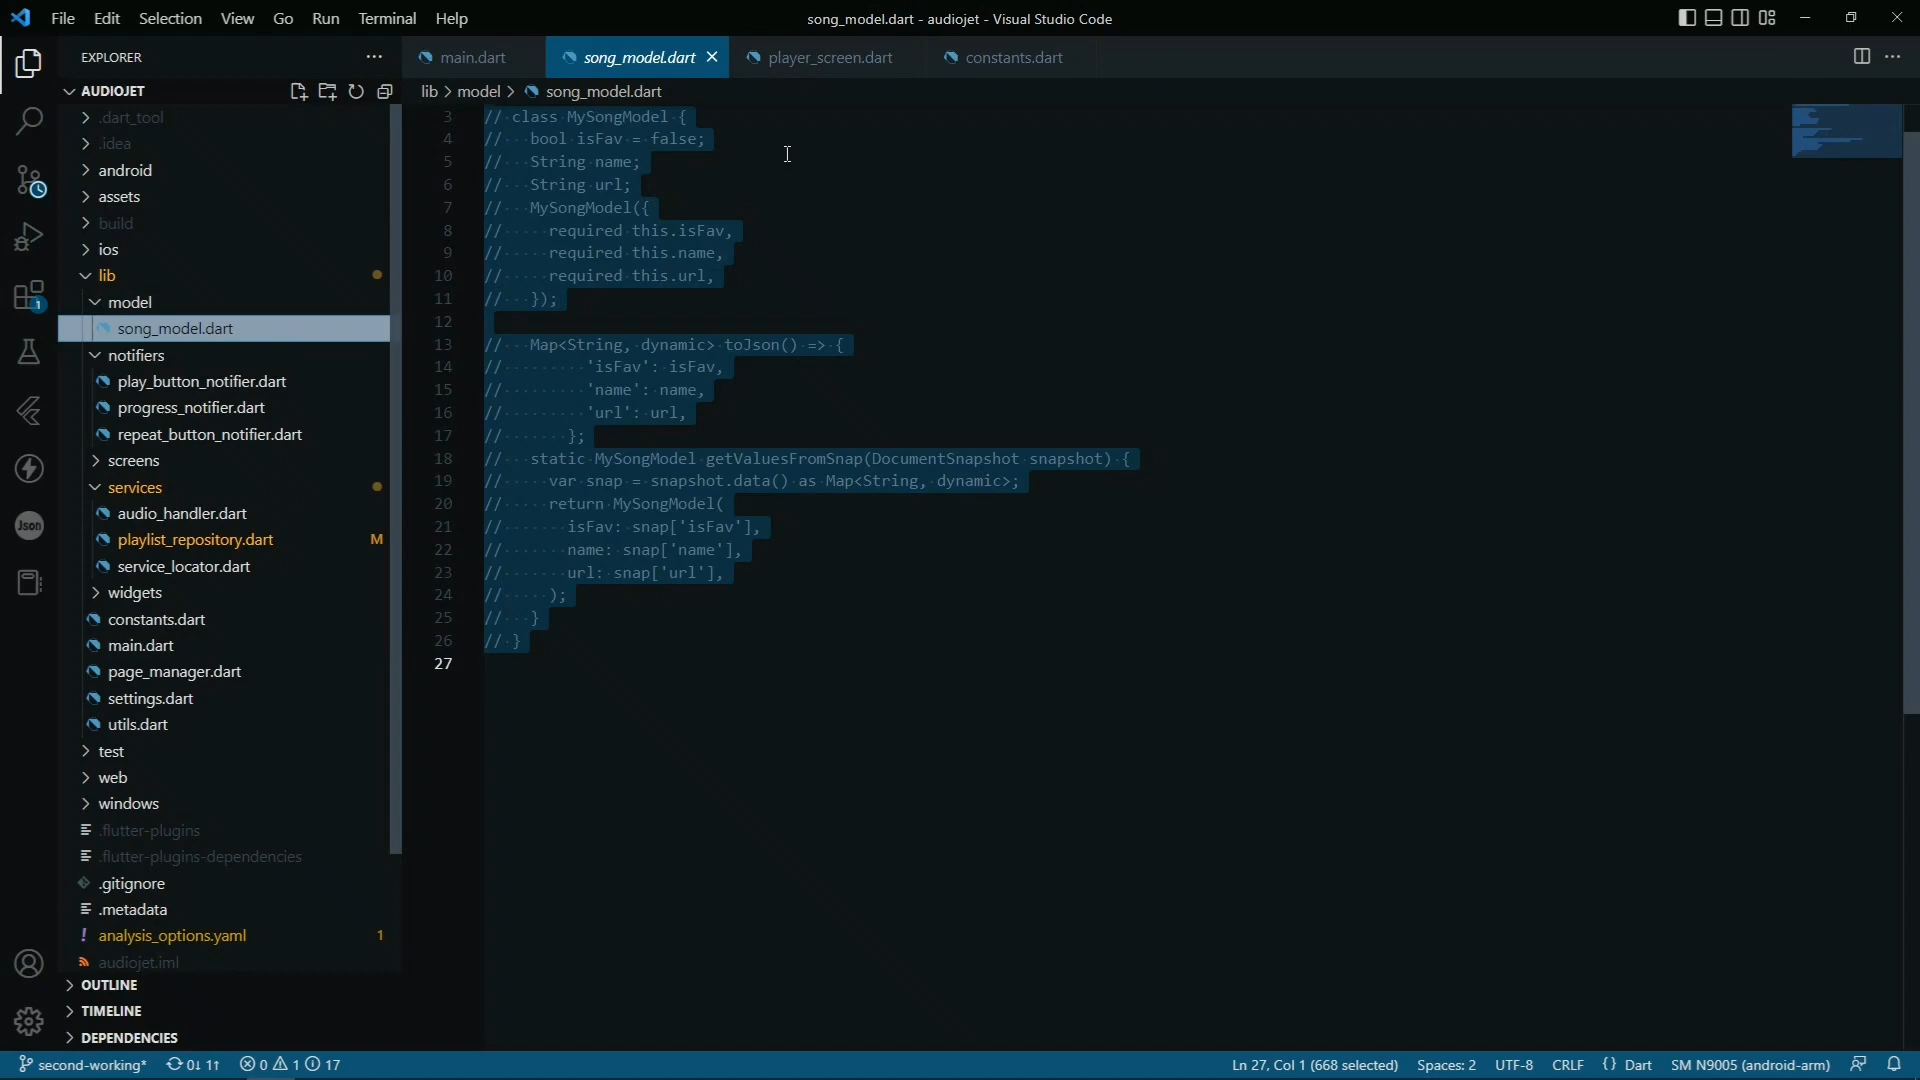 File Edit Selection View Go Run Terminal Help
song_model.dart - audiojet - Visual Studio Code
EXPLORER
AUDIOJET
.dart_tool
.idea
android
assets
build
ios
lib
model
song_model.dart
notifiers
play_button_notifier.dart
progress_notifier.dart
repeat_button_notifier.dart
screens
services
audio_handler.dart
playlist_repository.dart M
service_locator.dart
widgets
constants.dart
main.dart
page_manager.dart
settings.dart
utils.dart
test
web
windows
.flutter-plugins
.flutter-plugins-dependencies
.gitignore
.metadata
! analysis_options.yaml 1
audiojet.iml
OUTLINE
TIMELINE
DEPENDENCIES
1
Json
main.dart song_model.dart player_screen.dart constants.dart
lib > model > song_model.dart
3 // class MySongModel {
4 //   bool isFav = false;
5 //   String name;
6 //   String url;
7 //   MySongModel({
8 //     required this.isFav,
9 //     required this.name,
10 //     required this.url,
11 //   });
12
13 //   Map<String, dynamic> toJson() => {
14 //         'isFav': isFav,
15 //         'name': name,
16 //         'url': url,
17 //       };
18 //   static MySongModel getValuesFromSnap(DocumentSnapshot snapshot) {
19 //     var snap = snapshot.data() as Map<String, dynamic>;
20 //     return MySongModel(
21 //       isFav: snap['isFav'],
22 //       name: snap['name'],
23 //       url: snap['url'],
24 //     );
25 //   }
26 // }
27
second-working* 0↓ 1↑ 0 1 17
Ln 27, Col 1 (668 selected) Spaces: 2 UTF-8 CRLF {} Dart SM N9005 (android-arm)